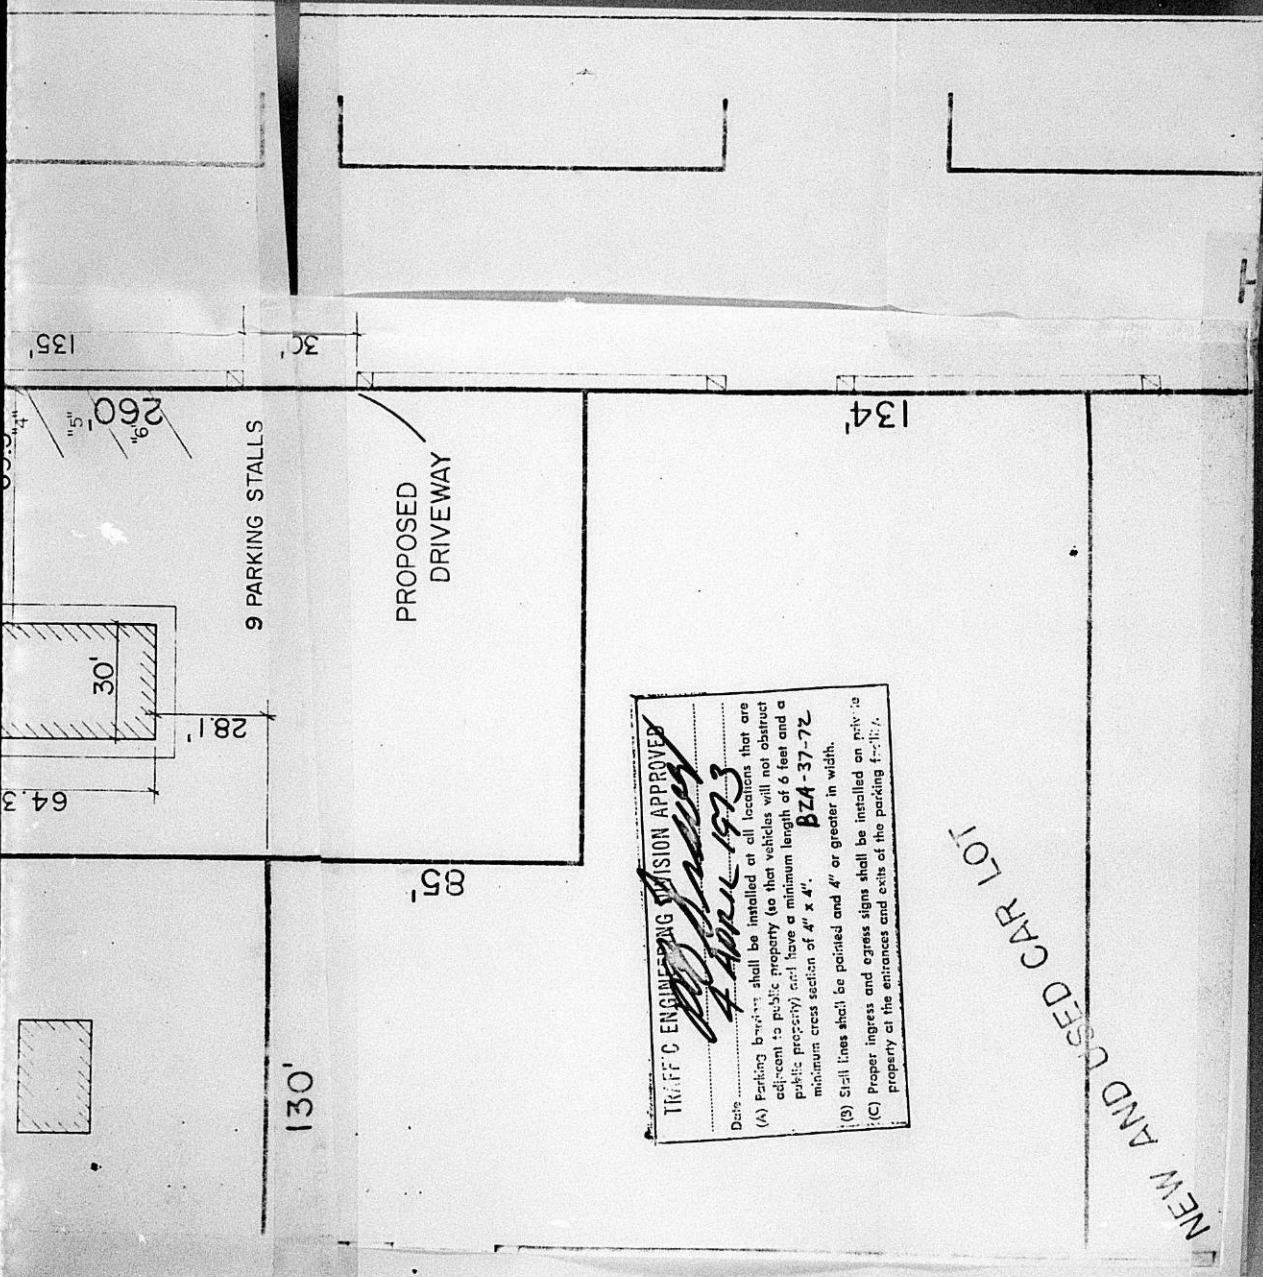 135'
30'
260'
"4"
"5"
"6"
134'
9 PARKING STALLS
PROPOSED
DRIVEWAY
30'
28.1'
64.3
85'
130'
TRAFFIC ENGINEERING DIVISION APPROVED
Date 4 APRIL 1973
(A) Parking barriers shall be installed at all locations that are
adjacent to public property (so that vehicles will not obstruct
public property) and have a minimum length of 6 feet and a
minimum cross section of 4" x 4". BZA-37-72
(B) Stall lines shall be painted and 4" or greater in width.
(C) Proper ingress and egress signs shall be installed on private
property at the entrances and exits of the parking facility.
NEW AND USED CAR LOT